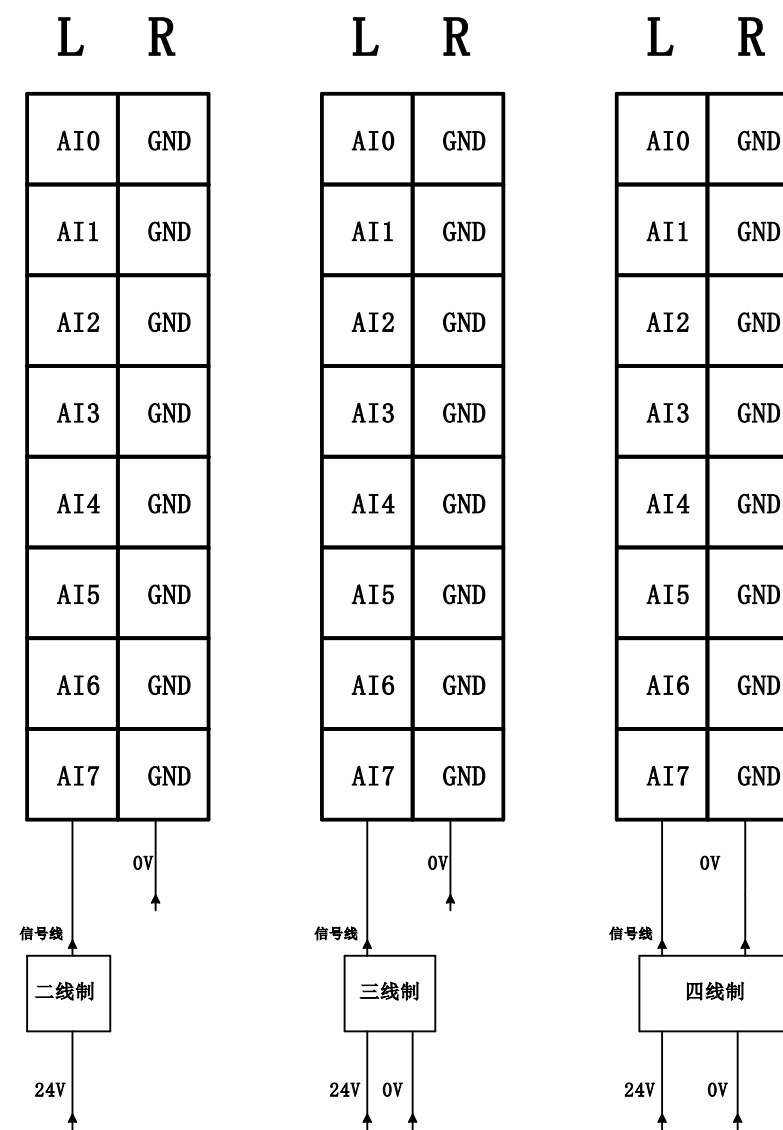 L R L R L R
AI0 GND AI0 GND AI0 GND
AI1 GND AI1 GND AI1 GND
AI2 GND AI2 GND AI2 GND
AI3 GND AI3 GND AI3 GND
AI4 GND AI4 GND AI4 GND
AI5 GND AI5 GND AI5 GND
AI6 GND AI6 GND AI6 GND
AI7 GND AI7 GND AI7 GND
0V 0V 0V
信号线 信号线 信号线
二线制 三线制 四线制
24V 24V 0V 24V 0V